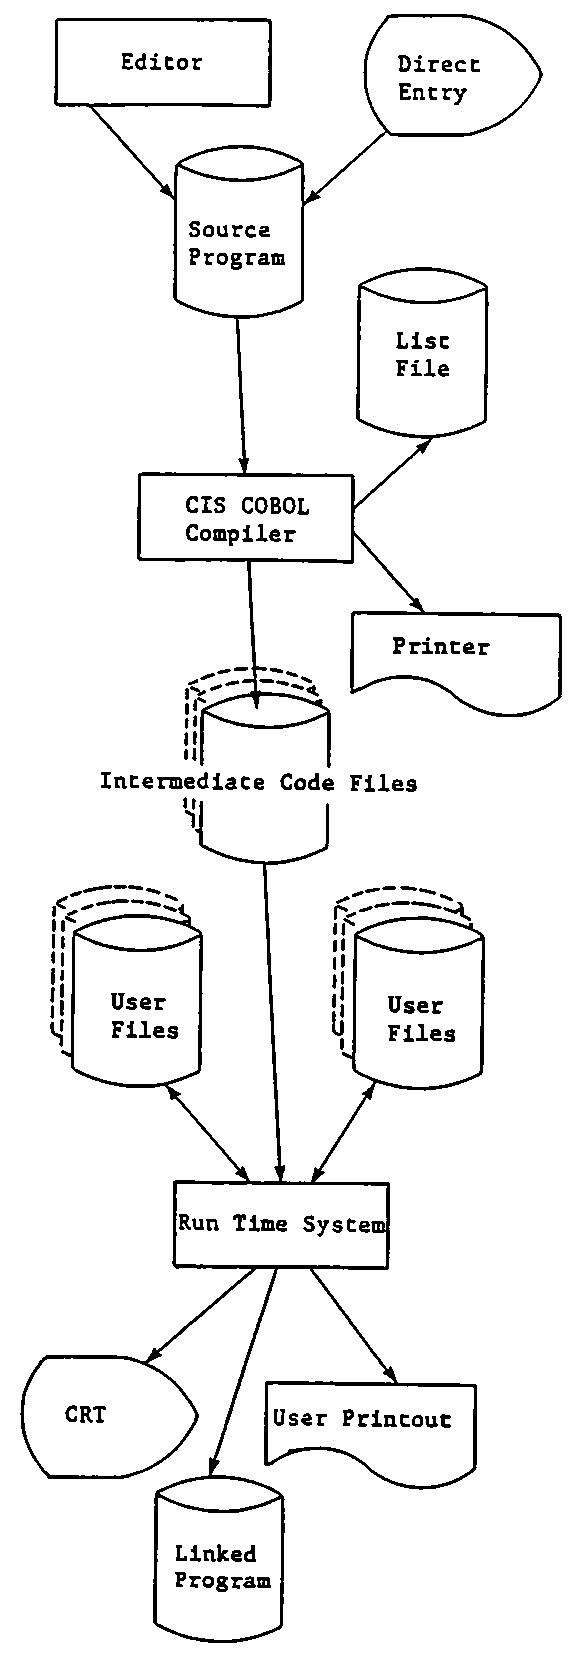 Editor
Direct
Entry
Source
Program
List
File
CIS COBOL
Compiler
Printer
Intermediate Code Files
User
Files
User
Files
Run Time System
CRT
User Printout
Linked
Program